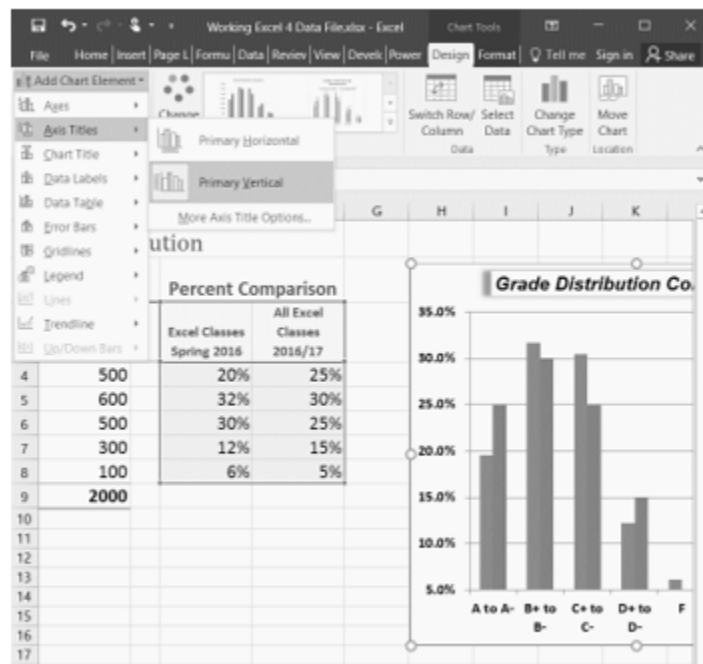 Working Excel 4 Data File.xlsx - Excel
Chart Tools
File Home Insert Page L Formu Data Review View Develc Power Design Format Tell me Sign in Share
Add Chart Element
Axes
Axis Titles
Chart Title
Data Labels
Data Table
Error Bars
Gridlines
Legend
Lines
Trendline
Up/Down Bars
Change
Primary Horizontal
Primary Vertical
More Axis Title Options...
Switch Row/ Column
Select Data
Change Chart Type
Move Chart
Data
Type
Location
G H I J K
ution
Percent Comparison
Excel Classes Spring 2016
All Excel Classes 2016/17
4 500 20% 25%
5 600 32% 30%
6 500 30% 25%
7 300 12% 15%
8 100 6% 5%
9 2000
10
11
12
13
14
15
16
17
Grade Distribution Co
35.0%
30.0%
25.0%
20.0%
15.0%
10.0%
5.0%
A to A- B+ to B- C+ to C- D+ to D- F